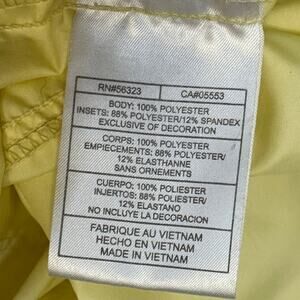 RN#56323 CA#05553
BODY: 100% POLYESTER
INSETS: 88% POLYESTER/12% SPANDEX
EXCLUSIVE OF DECORATION
CORPS: 100% POLYESTER
EMPIECEMENTS: 88% POLYESTER/
12% ELASTHANNE
SANS ORNEMENTS
CUERPO: 100% POLIESTER
INJERTOS: 88% POLIESTER/
12% ELASTANO
NO INCLUYE LA DECORACION
FABRIQUE AU VIETNAM
HECHO EN VIETNAM
MADE IN VIETNAM